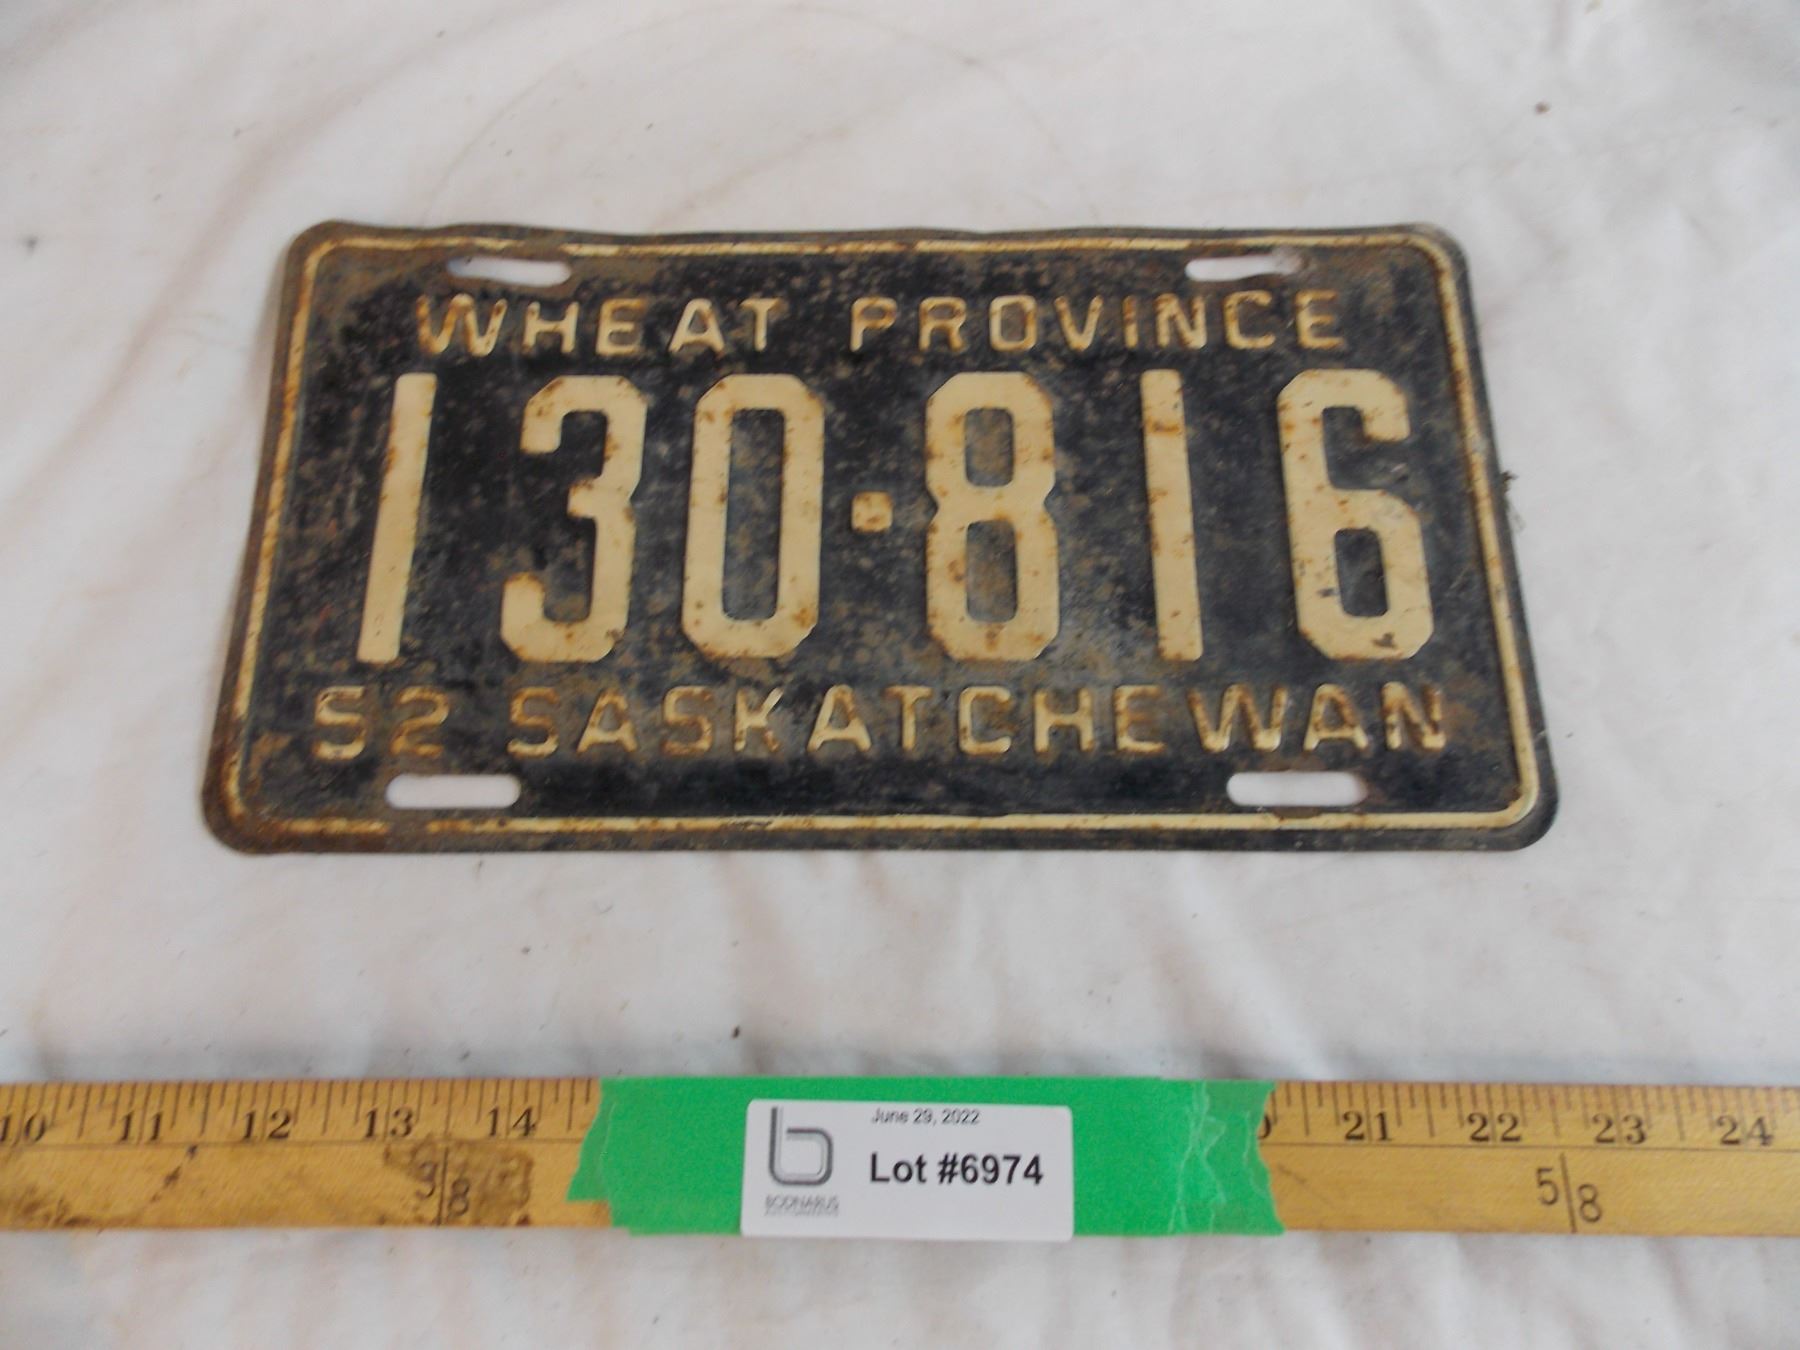 WHEAT PROVINCE
130·816
52 SASKATCHEWAN
10 11 12 13 14 21 22 23 24
3/8 5/8
June 29, 2022
Lot #6974
BODNARUS